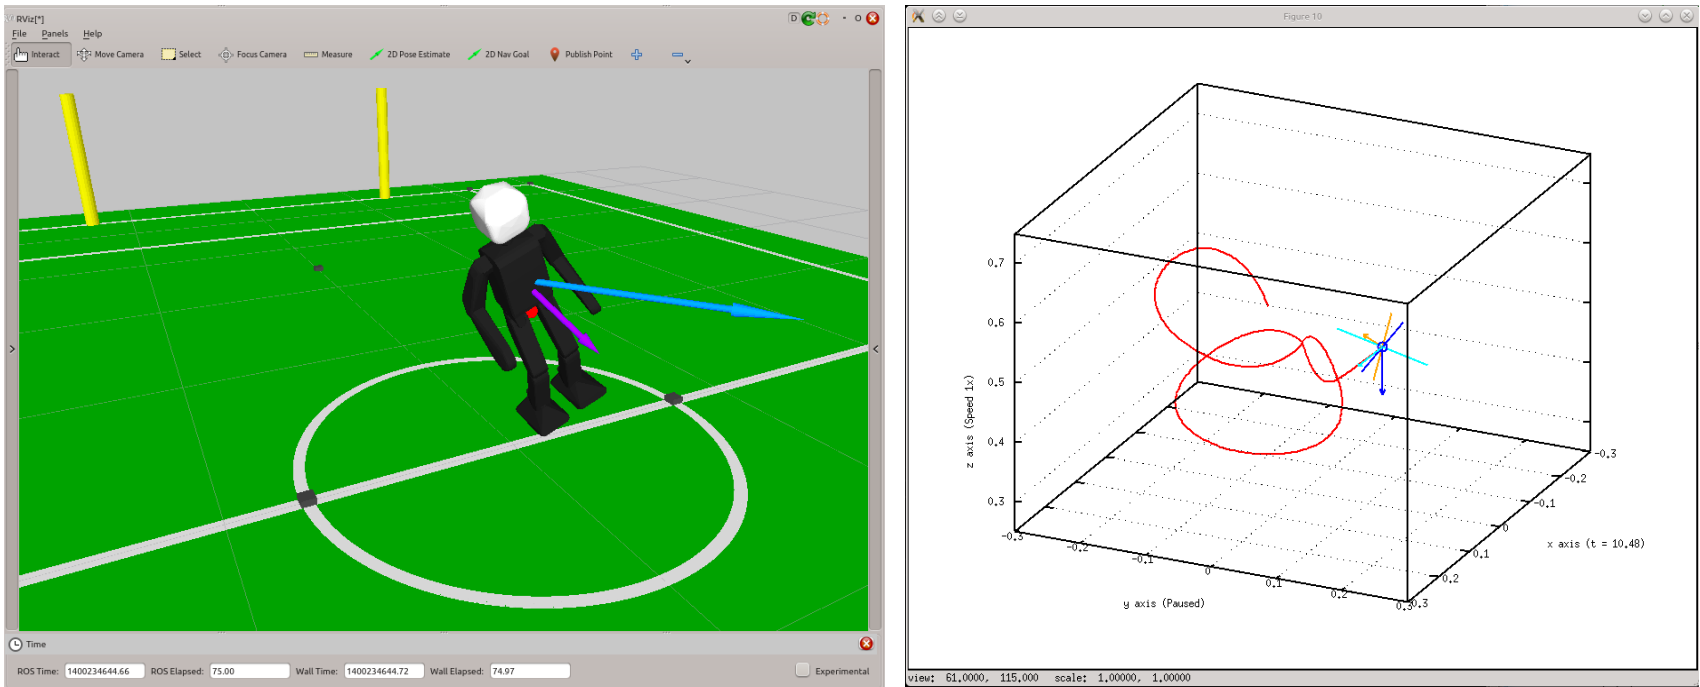 RViz[*]
D
File Panels Help
Interact Move Camera Select Focus Camera Measure 2D Pose Estimate 2D Nav Goal Publish Point
Time
ROS Time: 1400234644.66 ROS Elapsed: 75.00 Wall Time: 1400234644.72 Wall Elapsed: 74.97 Experimental
Figure 10
0.7
0.6
0.5
0.4
0.3
z axis (Speed 1x)
-0.3
-0.2
-0.1
0
0.1
0.2
0.3
y axis (Paused)
-0.3
-0.2
-0.1
0
0.1
0.2
0.3
x axis (t = 10.48)
view: 61.0000, 115.000 scale: 1.00000, 1.00000